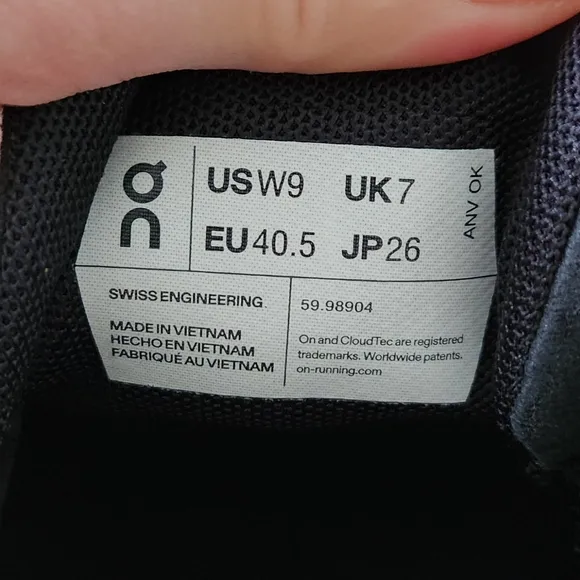 On
US W9 UK 7
EU 40.5 JP 26
ANV OK
SWISS ENGINEERING
MADE IN VIETNAM
HECHO EN VIETNAM
FABRIQUÉ AU VIETNAM
59.98904
On and CloudTec are registered
trademarks. Worldwide patents.
on-running.com